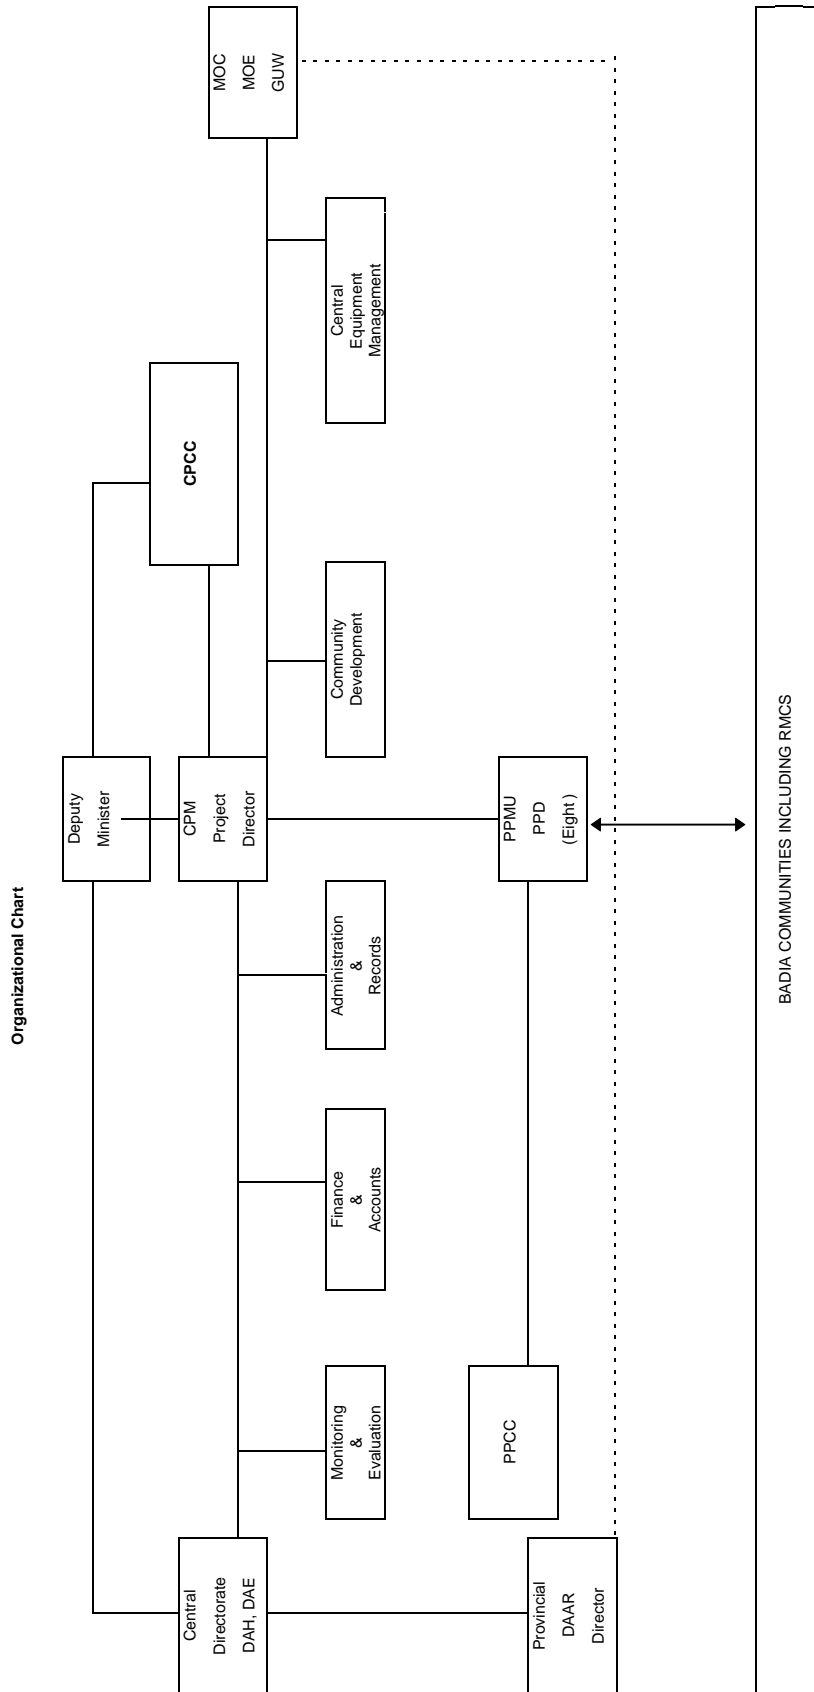 Organizational Chart
Deputy
Minister
CPCC
Central
Directorate
DAH, DAE
CPM
Project
Director
MOC
MOE
GUW
Monitoring
&
Evaluation
Finance
&
Accounts
Administration
&
Records
Community
Development
Central
Equipment
Management
PPCC
PPMU
PPD
(Eight )
Provincial
DAAR
Director
BADIA COMMUNITIES INCLUDING RMCS